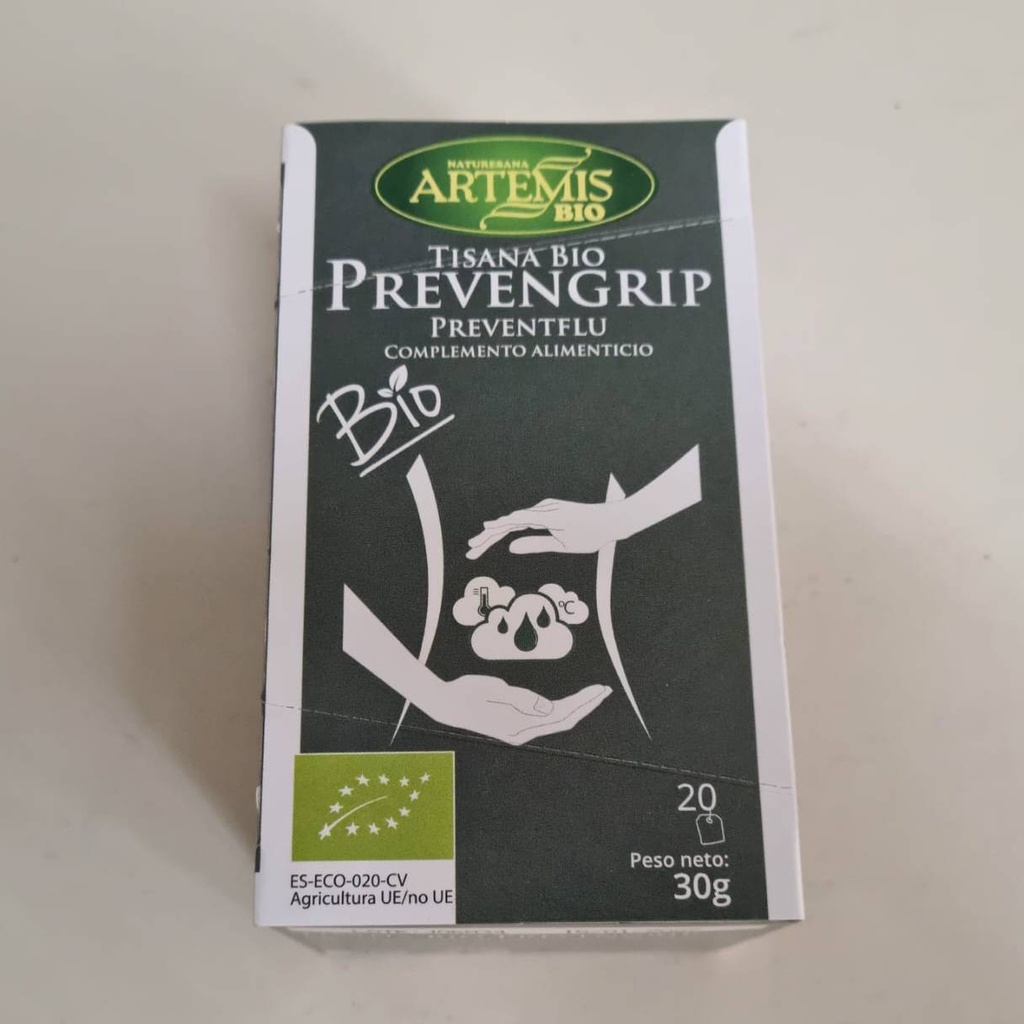 NATURESANA
ARTEMIS
BIO
TISANA BIO
PREVENGRIP
PREVENTFLU
COMPLEMENTO ALIMENTICIO
Bio
°C
20
Peso neto:
30g
ES-ECO-020-CV
Agricultura UE/no UE